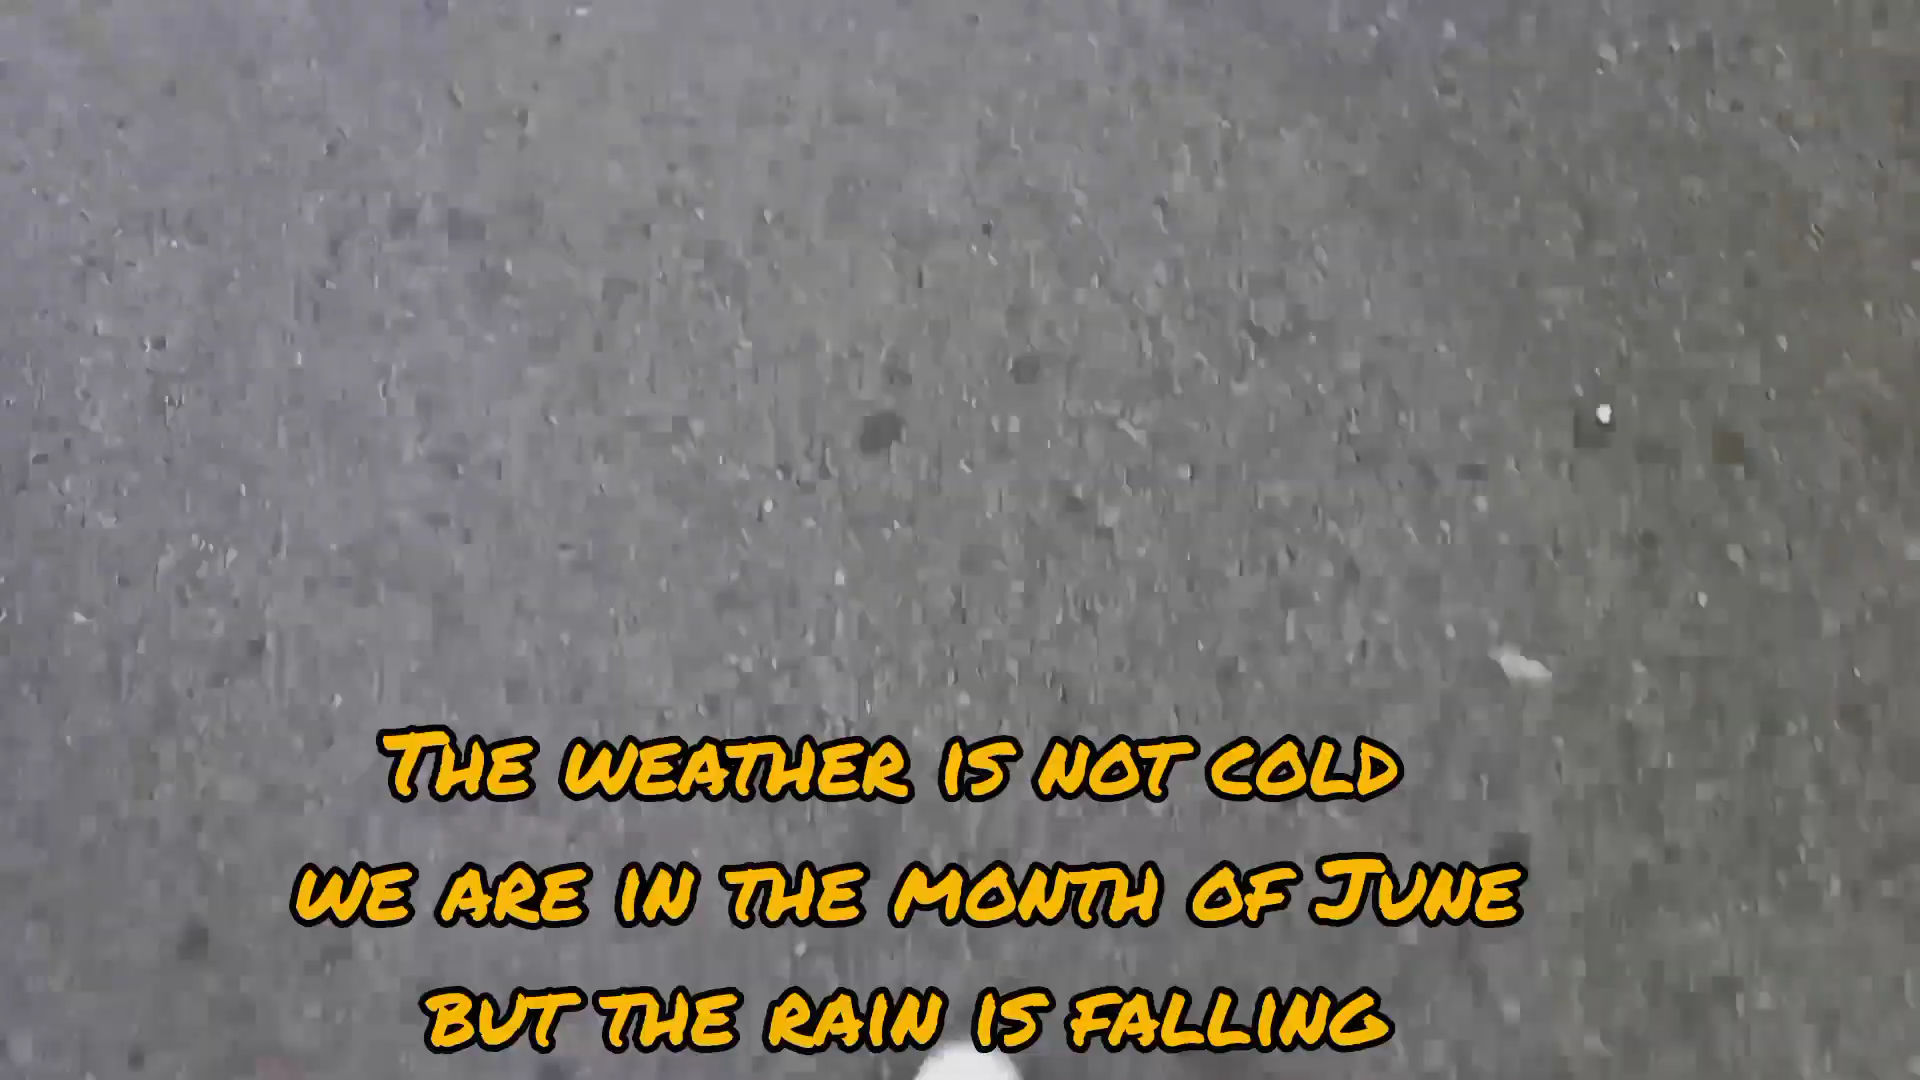 The weather is not cold
we are in the month of June
but the rain is falling